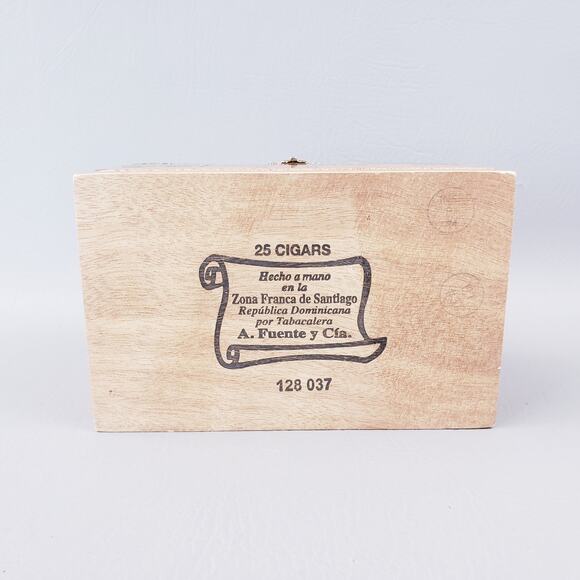 25 CIGARS
Hecho a mano
en la
Zona Franca de Santiago
República Dominicana
por Tabacalera
A. Fuente y Cía.
128 037